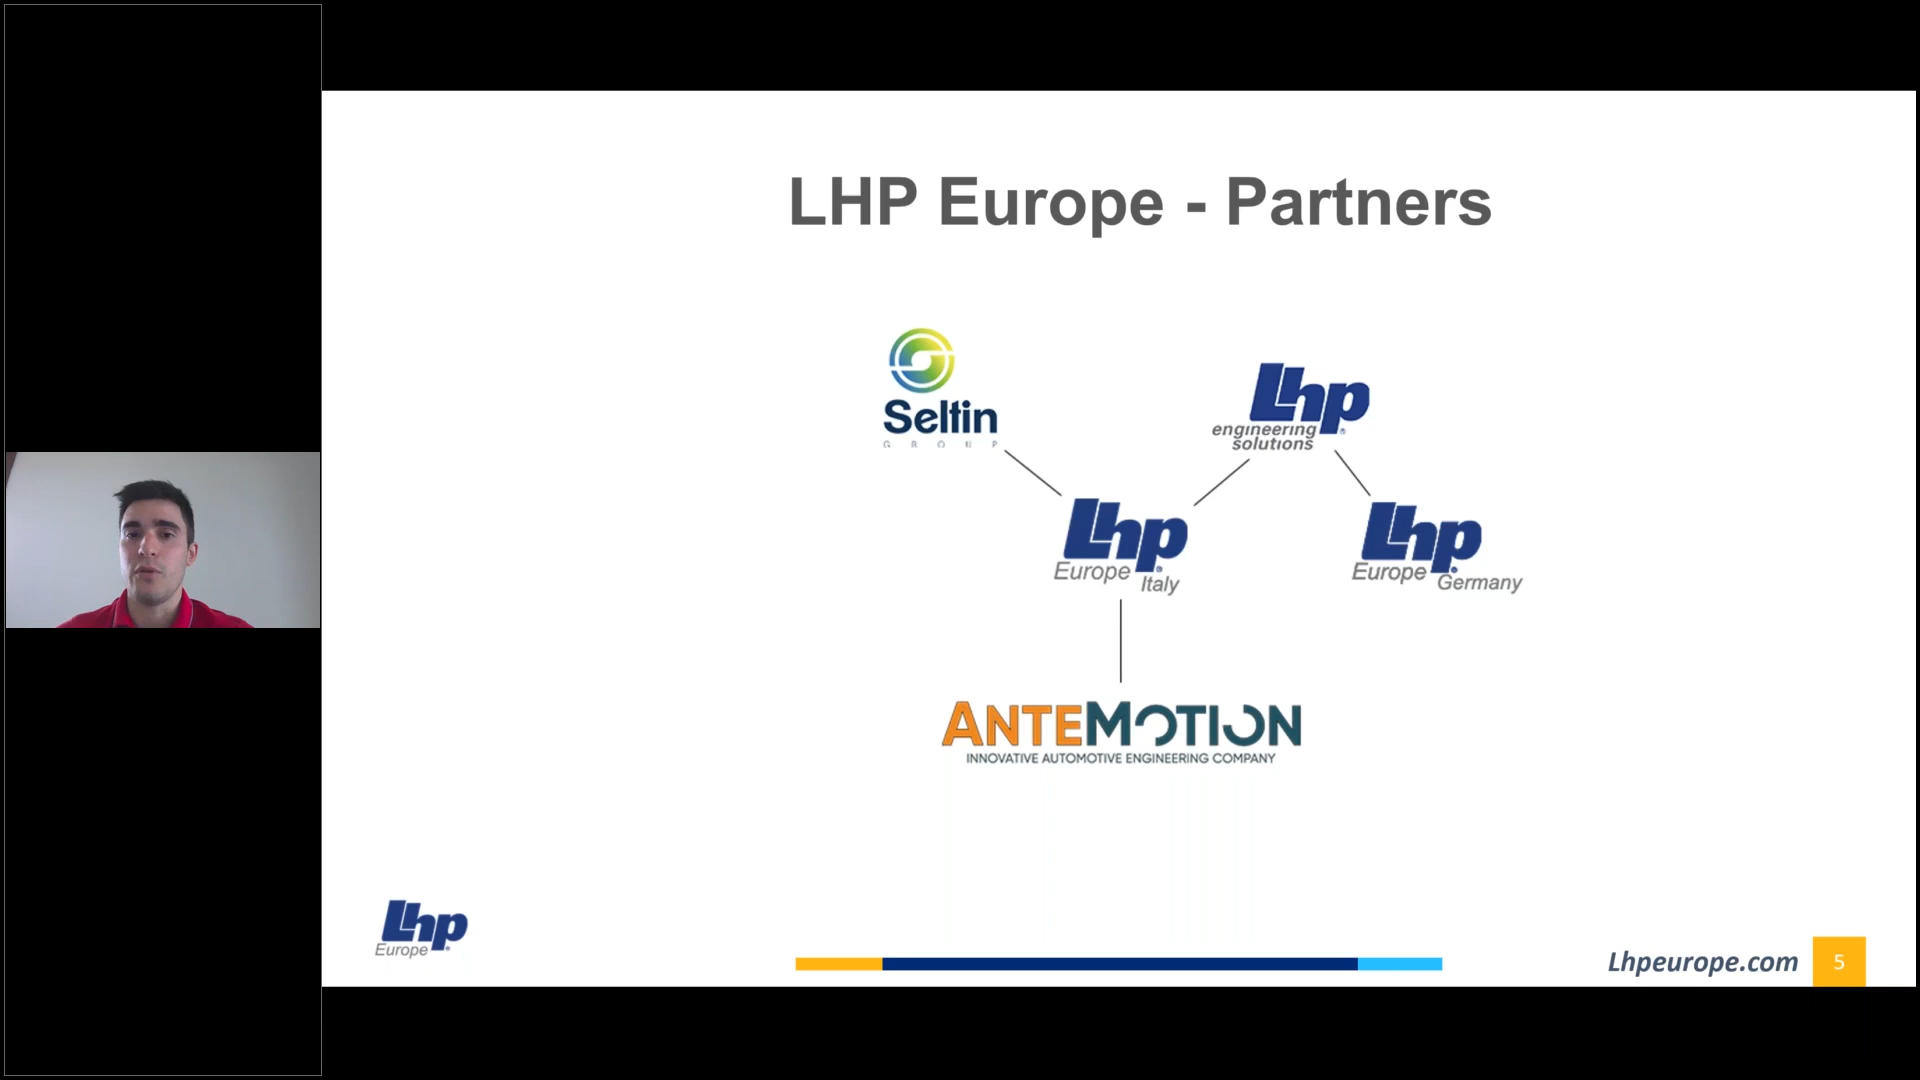 LHP Europe - Partners
Seltin
GROUP
Lhp
engineering
solutions
Lhp
Europe Italy
Lhp
Europe Germany
ANTEMOTION
INNOVATIVE AUTOMOTIVE ENGINEERING COMPANY
Lhp
Europe
Lhpeurope.com
5